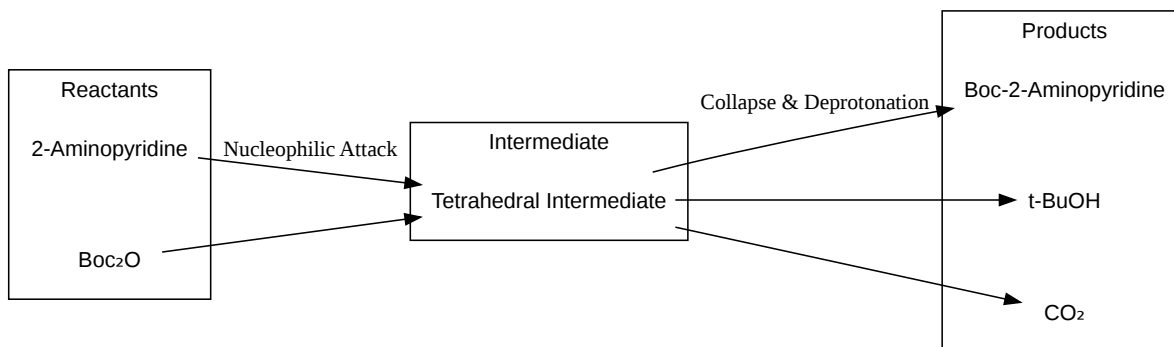 Reactants
2-Aminopyridine
Boc₂O
Nucleophilic Attack
Intermediate
Tetrahedral Intermediate
Collapse & Deprotonation
Products
Boc-2-Aminopyridine
t-BuOH
CO₂